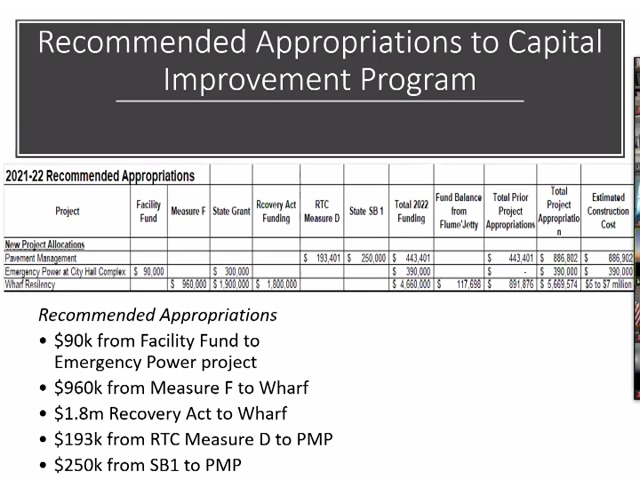 Recommended Appropriations to Capital
Improvement Program
2021-22 Recommended Appropriations
Project | Facility Fund | Measure F | State Grant | Rcovery Act Funding | RTC Measure D | State SB 1 | Total 2022 Funding | Fund Balance from Flume'Jetty | Total Prior Project Appropriations | Total Project Appropriatio n | Estimated Construction Cost
New Project Allocations
Pavement Management $ 193,401 $ 250,000 $ 443,401 $ 443,401 $ 886,802 $ 886,902
Emergency Power at City Hall Complex $ 90,000 $ 300,000 $ 390,000 $ - $ 390,000 $ 390,000
Wharf Resiliency $ 960,000 $ 1,900,000 $ 1,800,000 $ 4,660,000 $ 117,698 $ 891,876 $ 5,669,574 $5 to $7 million
Recommended Appropriations
• $90k from Facility Fund to
Emergency Power project
• $960k from Measure F to Wharf
• $1.8m Recovery Act to Wharf
• $193k from RTC Measure D to PMP
• $250k from SB1 to PMP